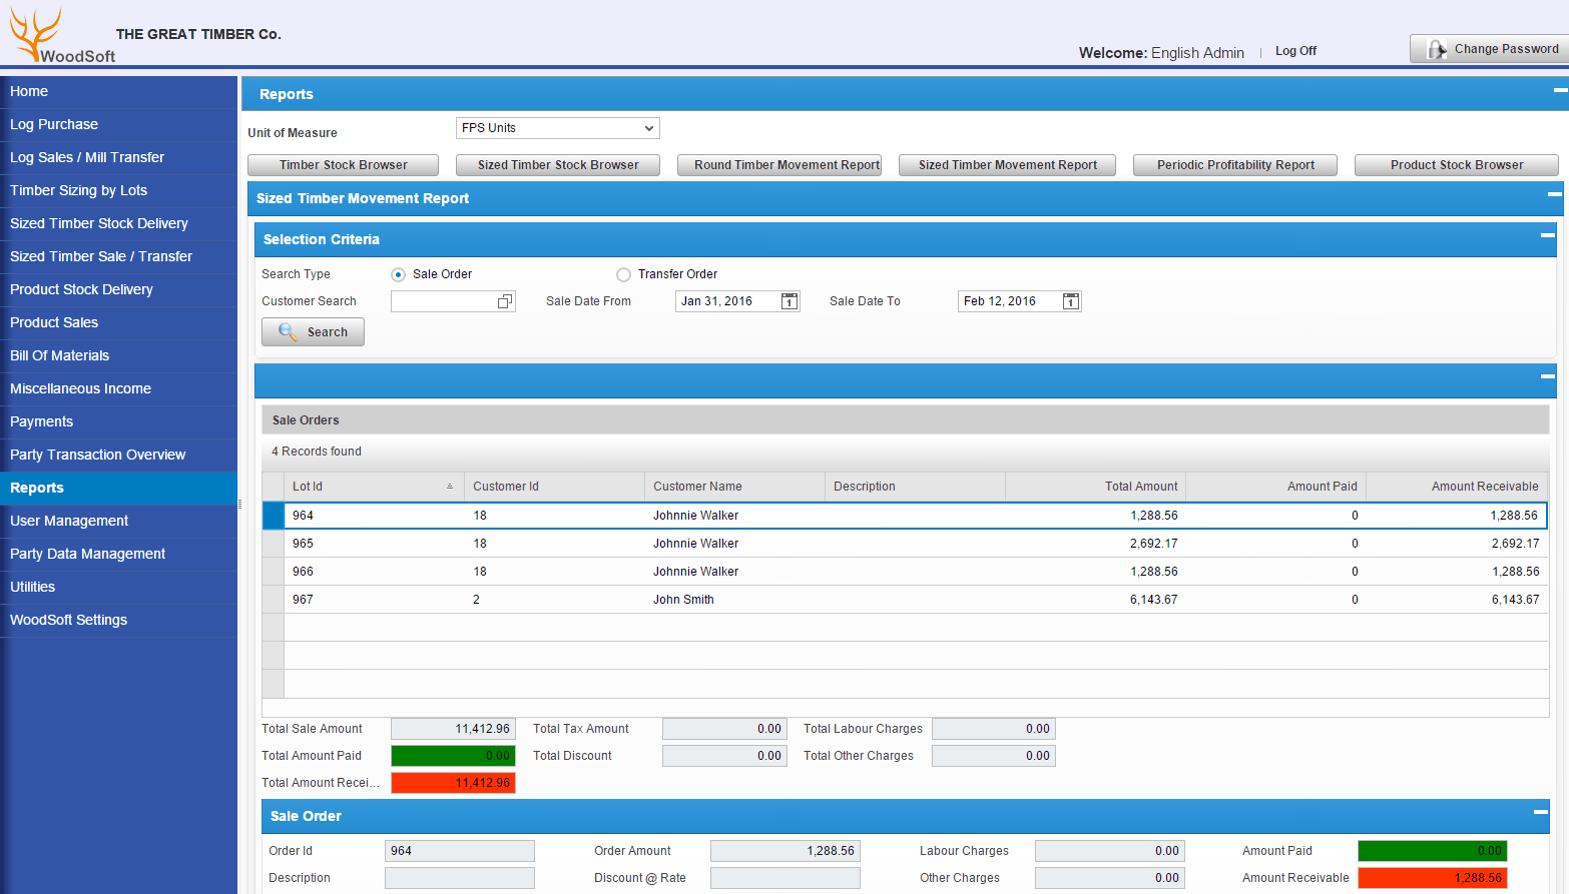 THE GREAT TIMBER Co.
WoodSoft
Welcome: English Admin | Log Off
Change Password
Home
Log Purchase
Log Sales / Mill Transfer
Timber Sizing by Lots
Sized Timber Stock Delivery
Sized Timber Sale / Transfer
Product Stock Delivery
Product Sales
Bill Of Materials
Miscellaneous Income
Payments
Party Transaction Overview
Reports
User Management
Party Data Management
Utilities
WoodSoft Settings
Reports
Unit of Measure FPS Units
Timber Stock Browser Sized Timber Stock Browser Round Timber Movement Report Sized Timber Movement Report Periodic Profitability Report Product Stock Browser
Sized Timber Movement Report
Selection Criteria
Search Type Sale Order Transfer Order
Customer Search Sale Date From Jan 31, 2016 1 Sale Date To Feb 12, 2016 1
Search
Sale Orders
4 Records found
Lot Id Customer Id Customer Name Description Total Amount Amount Paid Amount Receivable
964 18 Johnnie Walker 1,288.56 0 1,288.56
965 18 Johnnie Walker 2,692.17 0 2,692.17
966 18 Johnnie Walker 1,288.56 0 1,288.56
967 2 John Smith 6,143.67 0 6,143.67
Total Sale Amount 11,412.96 Total Tax Amount 0.00 Total Labour Charges 0.00
Total Amount Paid 0.00 Total Discount 0.00 Total Other Charges 0.00
Total Amount Recei... 11,412.96
Sale Order
Order Id 964 Order Amount 1,288.56 Labour Charges 0.00 Amount Paid 0.00
Description Discount @ Rate Other Charges 0.00 Amount Receivable 1,288.56